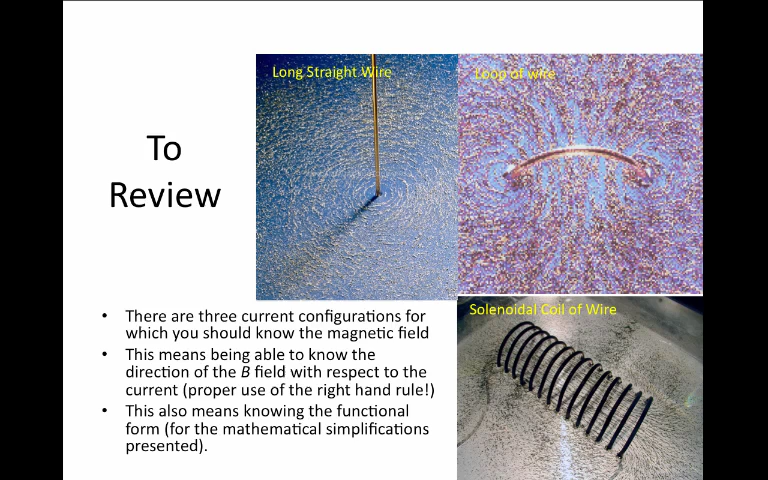 To
Review
Long Straight Wire
Loop of wire
Solenoidal Coil of Wire
• There are three current configurations for
which you should know the magnetic field
• This means being able to know the
direction of the B field with respect to the
current (proper use of the right hand rule!)
• This also means knowing the functional
form (for the mathematical simplifications
presented).